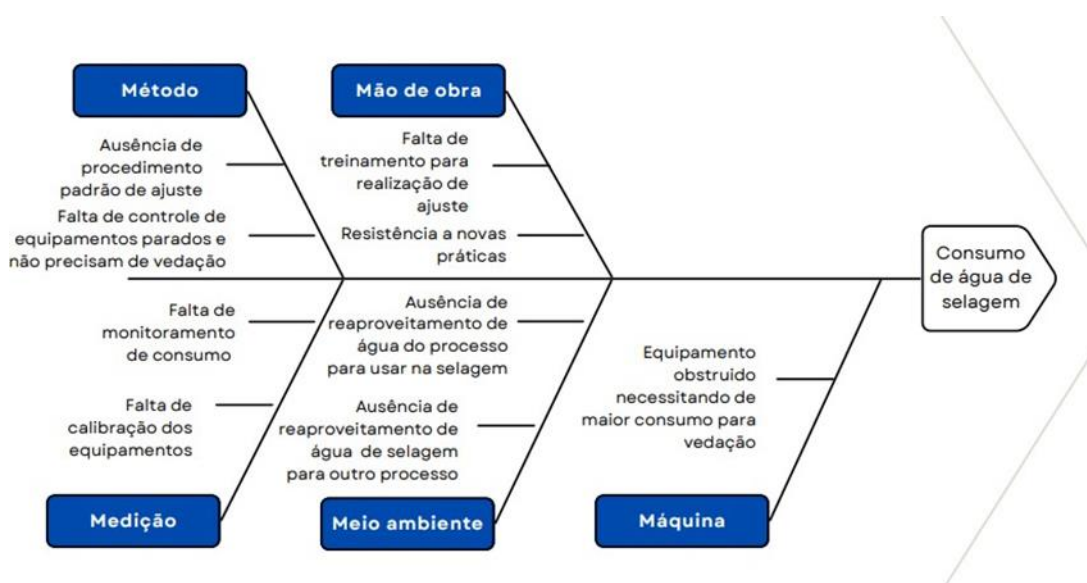 Método
Ausência de
procedimento
padrão de ajuste
Falta de controle de
equipamentos parados e
não precisam de vedação
Mão de obra
Falta de
treinamento para
realização de
ajuste
Resistência a novas
práticas
Consumo
de água de
selagem
Falta de
monitoramento
de consumo
Falta de
calibração dos
equipamentos
Medição
Ausência de
reaproveitamento de
água do processo
para usar na selagem
Ausência de
reaproveitamento de
água de selagem
para outro processo
Meio ambiente
Equipamento
obstruido
necessitando de
maior consumo para
vedação
Máquina